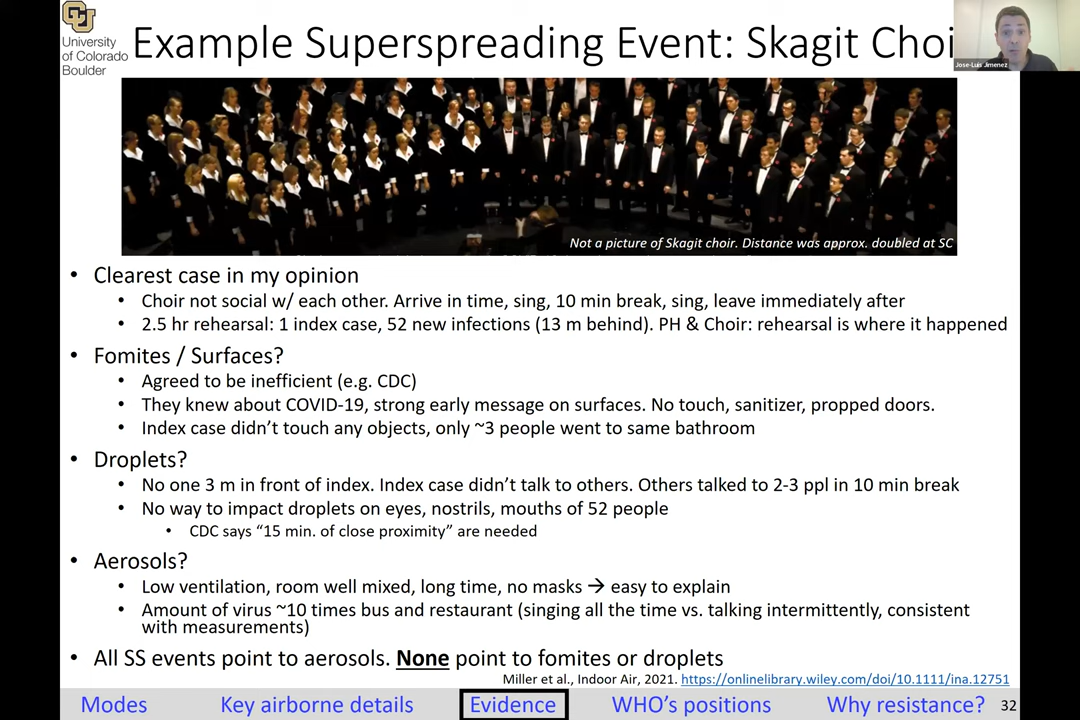 CU
University
of Colorado
Boulder
Example Superspreading Event: Skagit Choi
Jose-Luis Jimenez
Not a picture of Skagit choir. Distance was approx. doubled at SC
• Clearest case in my opinion
• Choir not social w/ each other. Arrive in time, sing, 10 min break, sing, leave immediately after
• 2.5 hr rehearsal: 1 index case, 52 new infections (13 m behind). PH & Choir: rehearsal is where it happened
• Fomites / Surfaces?
• Agreed to be inefficient (e.g. CDC)
• They knew about COVID-19, strong early message on surfaces. No touch, sanitizer, propped doors.
• Index case didn't touch any objects, only ~3 people went to same bathroom
• Droplets?
• No one 3 m in front of index. Index case didn't talk to others. Others talked to 2-3 ppl in 10 min break
• No way to impact droplets on eyes, nostrils, mouths of 52 people
• CDC says “15 min. of close proximity” are needed
• Aerosols?
• Low ventilation, room well mixed, long time, no masks → easy to explain
• Amount of virus ~10 times bus and restaurant (singing all the time vs. talking intermittently, consistent
with measurements)
• All SS events point to aerosols. None point to fomites or droplets
Miller et al., Indoor Air, 2021. https://onlinelibrary.wiley.com/doi/10.1111/ina.12751
Modes Key airborne details Evidence WHO's positions Why resistance? 32